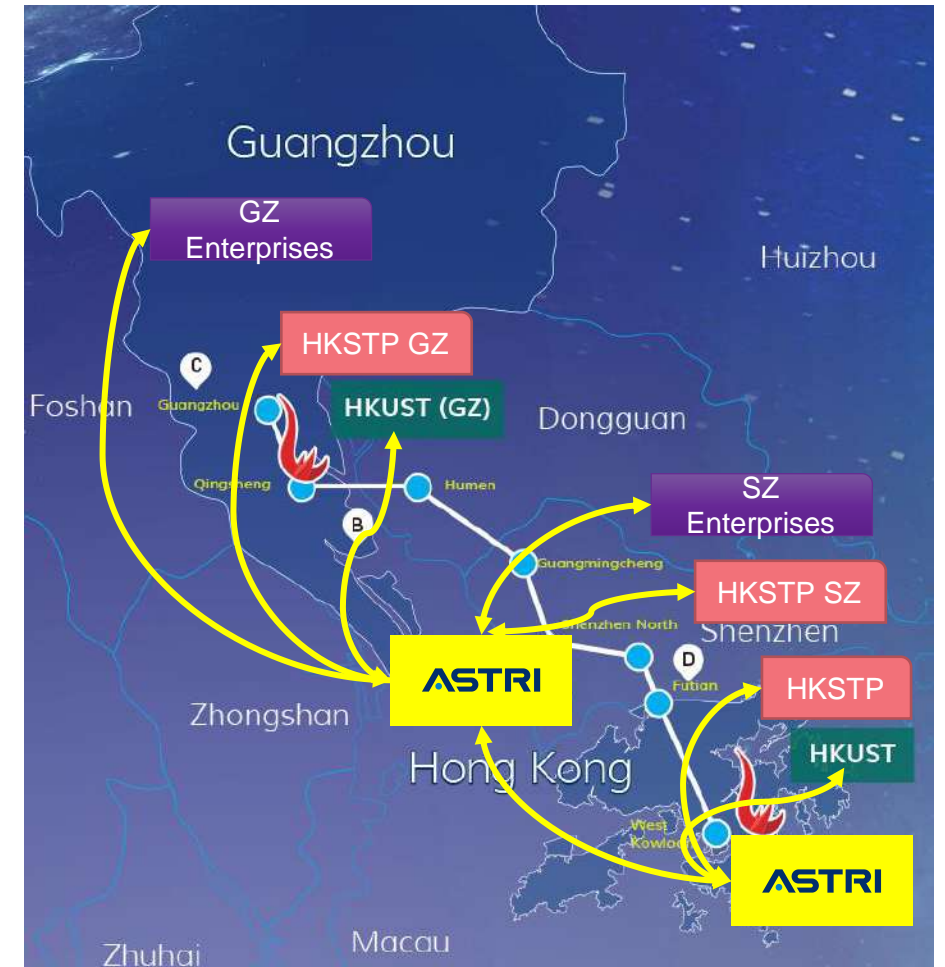 Guangzhou
GZ
Enterprises
Huizhou
HKSTP GZ
C
Foshan
Guangzhou
HKUST (GZ)
Dongguan
Qingsheng
Humen
SZ
Enterprises
B
Guangmingcheng
HKSTP SZ
Shenzhen North
Shenzhen
ASTRI
D
Futian
HKSTP
Zhongshan
HKUST
Hong Kong
West
ASTRI
Macau
Zhuhai